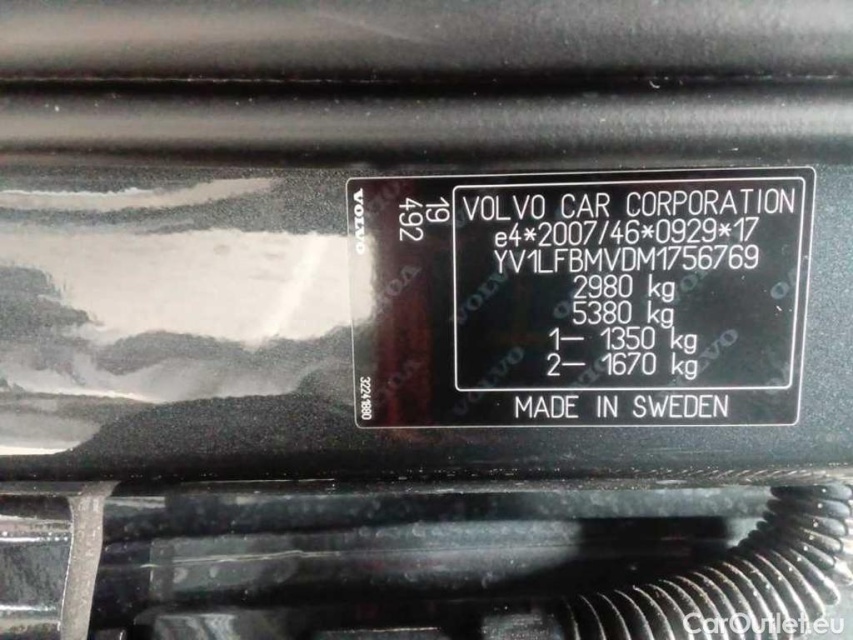 VOLVO
19
492
32241880
VOLVO CAR CORPORATION
e4*2007/46*0929*17
YV1LFBMVDM1756769
2980 kg
5380 kg
1– 1350 kg
2– 1670 kg
MADE IN SWEDEN
CarOutlet.eu